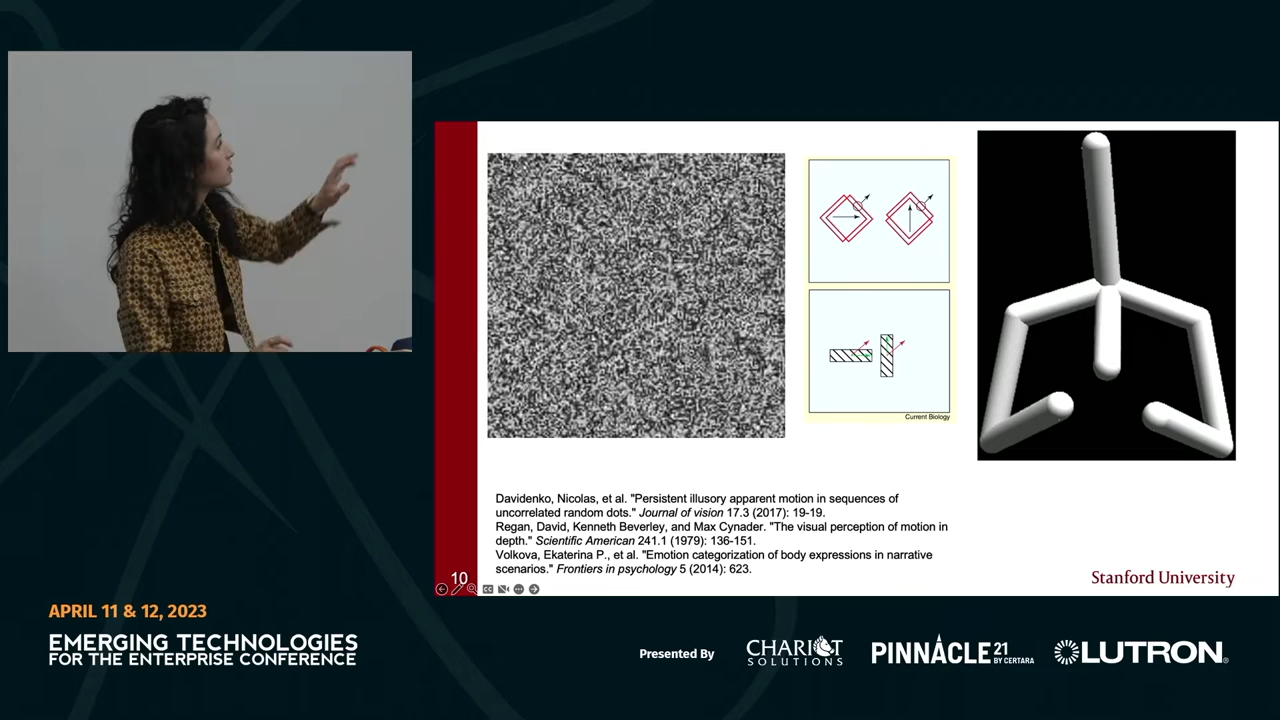 Current Biology
Davidenko, Nicolas, et al. "Persistent illusory apparent motion in sequences of
uncorrelated random dots." Journal of vision 17.3 (2017): 19-19.
Regan, David, Kenneth Beverley, and Max Cynader. "The visual perception of motion in
depth." Scientific American 241.1 (1979): 136-151.
Volkova, Ekaterina P., et al. "Emotion categorization of body expressions in narrative
scenarios." Frontiers in psychology 5 (2014): 623.
10
Stanford University
APRIL 11 & 12, 2023
EMERGING TECHNOLOGIES
FOR THE ENTERPRISE CONFERENCE
Presented By
CHARIOT
SOLUTIONS
PINNACLE 21
BY CERTARA
LUTRON®